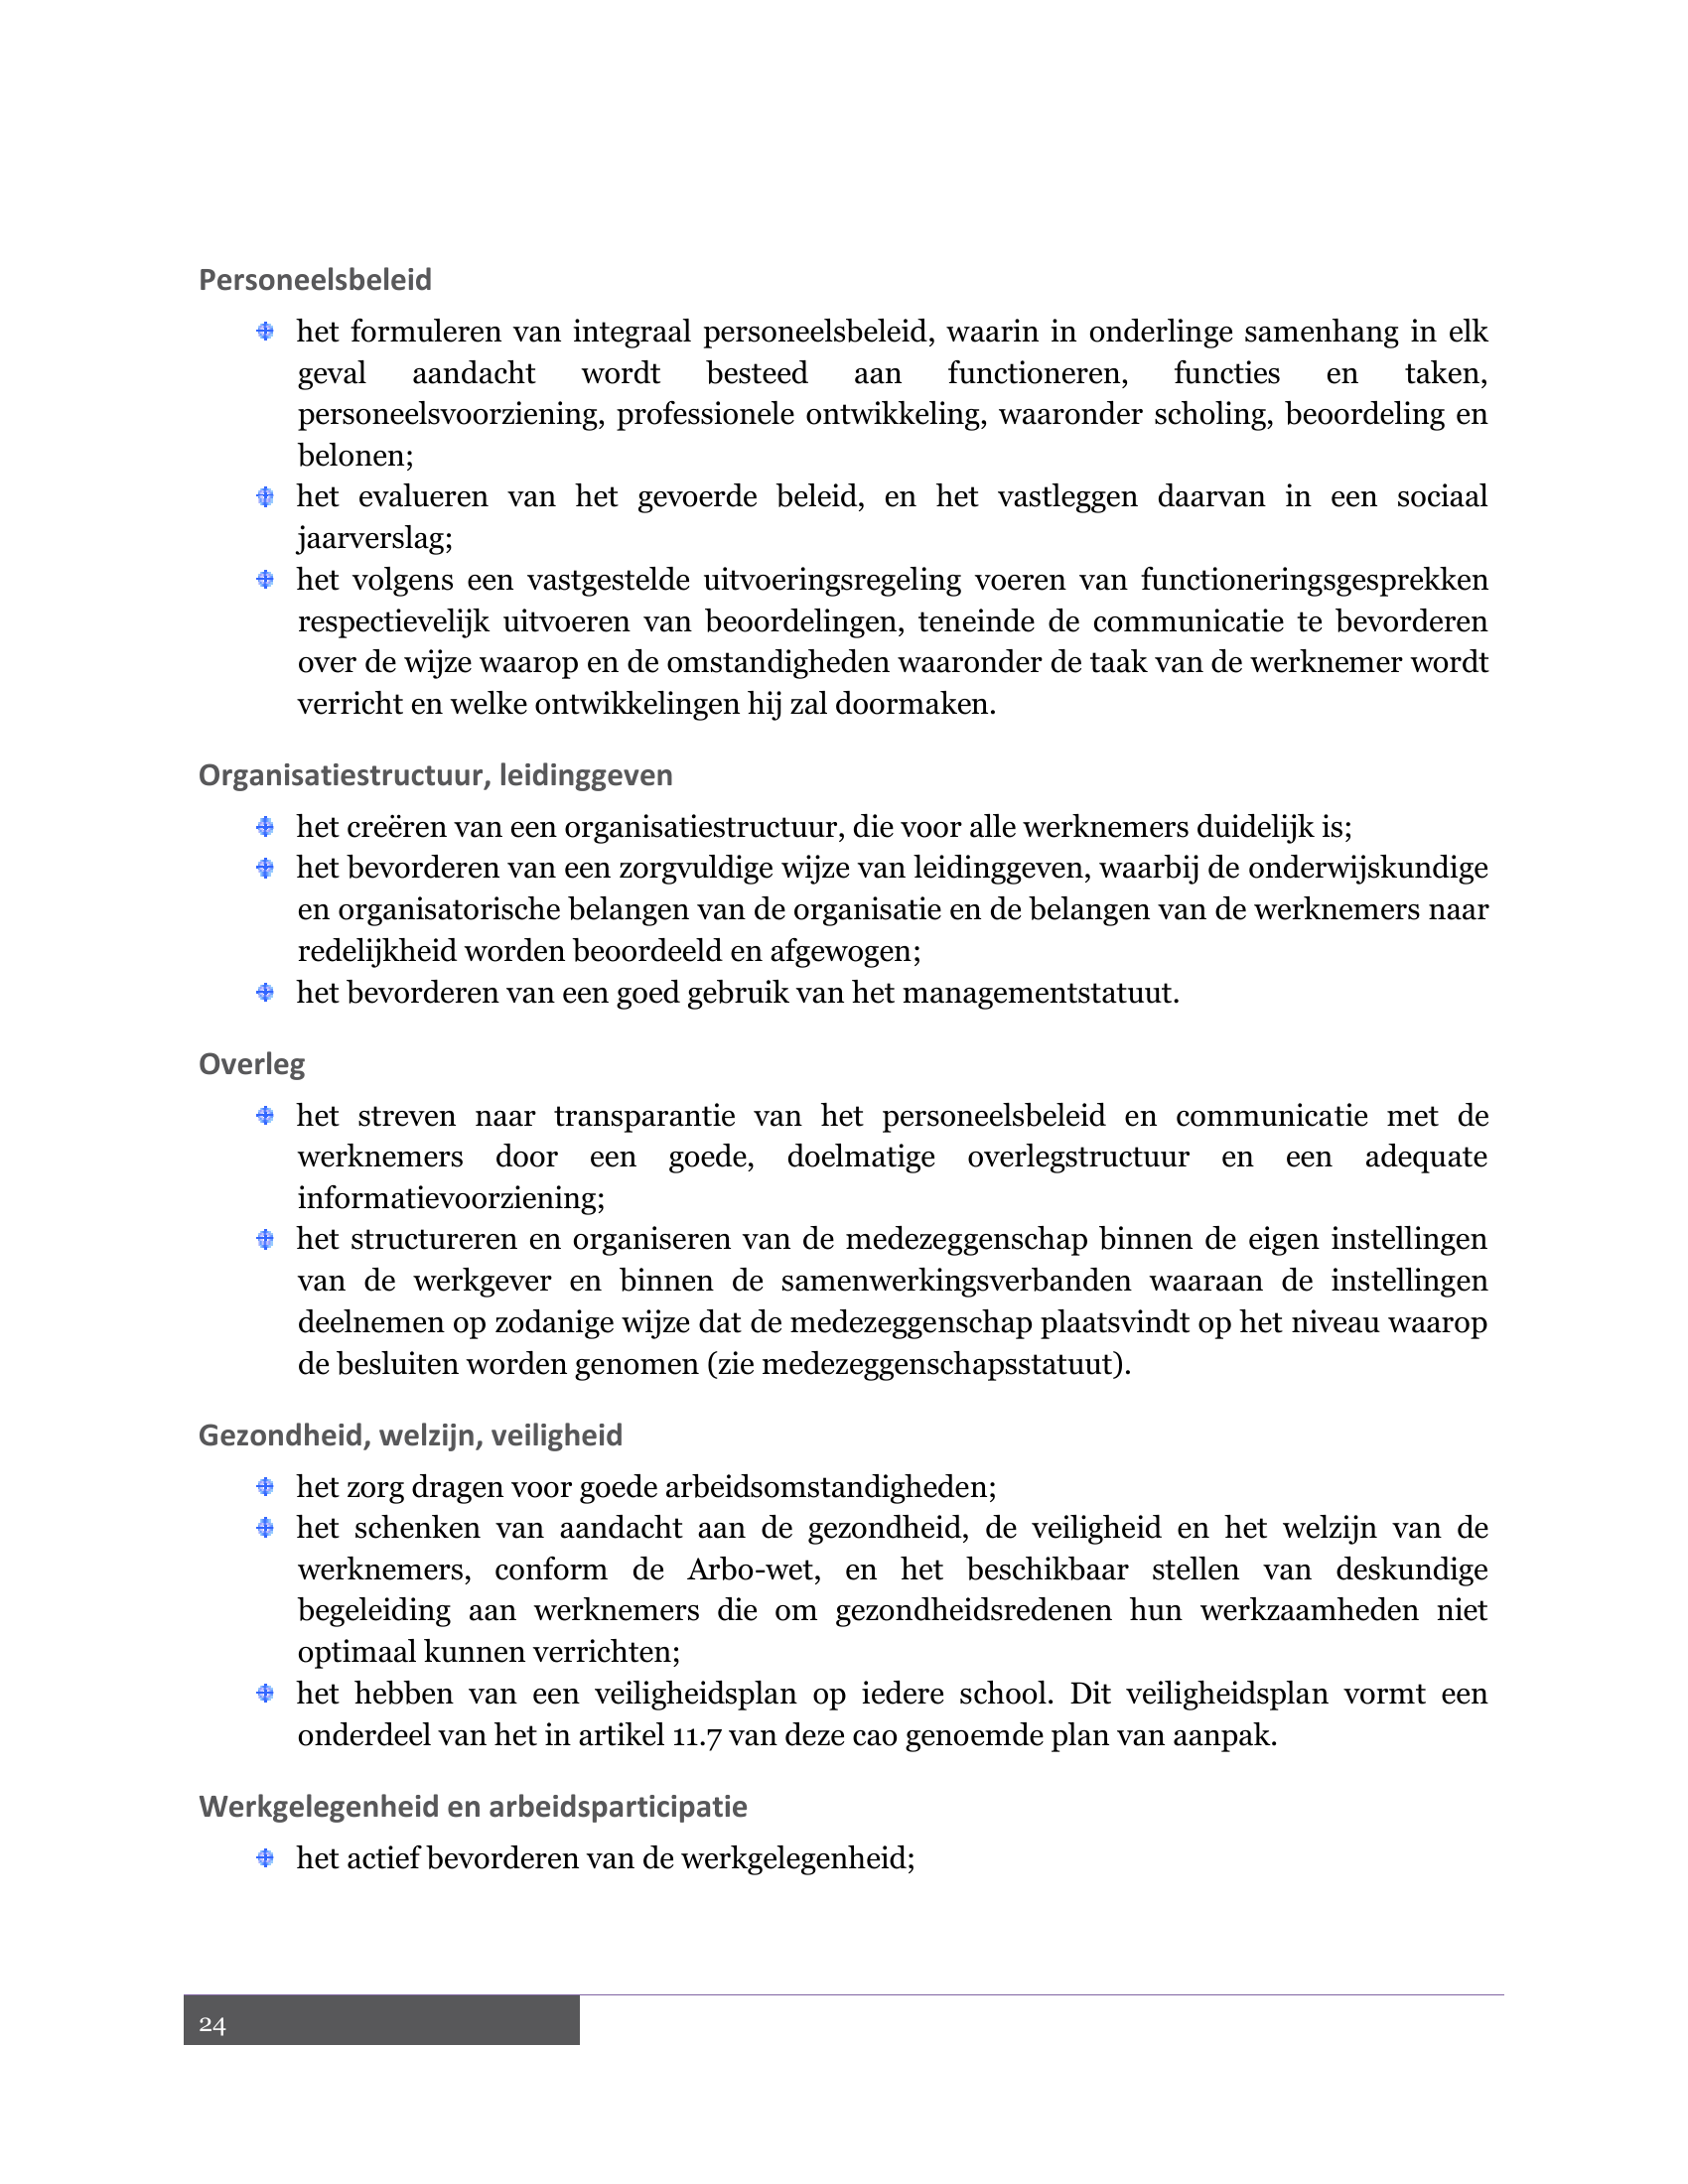 Personeelsbeleid
het formuleren van integraal personeelsbeleid, waarin in onderlinge samenhang in elk
geval aandacht wordt besteed aan functioneren, functies en taken,
personeelsvoorziening, professionele ontwikkeling, waaronder scholing, beoordeling en
belonen;
het evalueren van het gevoerde beleid, en het vastleggen daarvan in een sociaal
jaarverslag;
het volgens een vastgestelde uitvoeringsregeling voeren van functioneringsgesprekken
respectievelijk uitvoeren van beoordelingen, teneinde de communicatie te bevorderen
over de wijze waarop en de omstandigheden waaronder de taak van de werknemer wordt
verricht en welke ontwikkelingen hij zal doormaken.
Organisatiestructuur, leidinggeven
het creëren van een organisatiestructuur, die voor alle werknemers duidelijk is;
het bevorderen van een zorgvuldige wijze van leidinggeven, waarbij de onderwijskundige
en organisatorische belangen van de organisatie en de belangen van de werknemers naar
redelijkheid worden beoordeeld en afgewogen;
het bevorderen van een goed gebruik van het managementstatuut.
Overleg
het streven naar transparantie van het personeelsbeleid en communicatie met de
werknemers door een goede, doelmatige overlegstructuur en een adequate
informatievoorziening;
het structureren en organiseren van de medezeggenschap binnen de eigen instellingen
van de werkgever en binnen de samenwerkingsverbanden waaraan de instellingen
deelnemen op zodanige wijze dat de medezeggenschap plaatsvindt op het niveau waarop
de besluiten worden genomen (zie medezeggenschapsstatuut).
Gezondheid, welzijn, veiligheid
het zorg dragen voor goede arbeidsomstandigheden;
het schenken van aandacht aan de gezondheid, de veiligheid en het welzijn van de
werknemers, conform de Arbo-wet, en het beschikbaar stellen van deskundige
begeleiding aan werknemers die om gezondheidsredenen hun werkzaamheden niet
optimaal kunnen verrichten;
het hebben van een veiligheidsplan op iedere school. Dit veiligheidsplan vormt een
onderdeel van het in artikel 11.7 van deze cao genoemde plan van aanpak.
Werkgelegenheid en arbeidsparticipatie
het actief bevorderen van de werkgelegenheid;
24